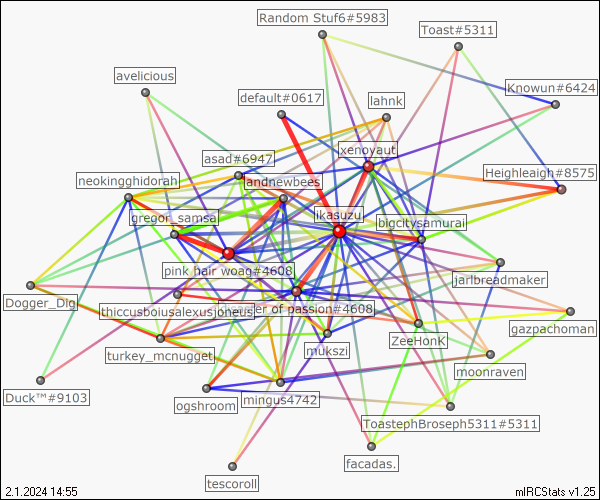 Random Stuf6#5983
Toast#5311
avelicious
Knowun#6424
default#0617
lahnk
xenoyaut
asad#6947
Heighleaigh#8575
neokingghidorah
landnewbees
gregor_samsa
ikasuzu
bigcitysamurai
pink hair woag#4608
jarlbreadmaker
Dogger_Dig
thiccusboiusalexusjoneus
er of passion#4608
gazpachoman
turkey_mcnugget
mukszi
ZeeHonK
moonraven
Duck™#9103
ogshroom
mingus4742
ToastephBroseph5311#5311
facadas.
tescoroll
2.1.2024 14:55
mIRCStats v1.25